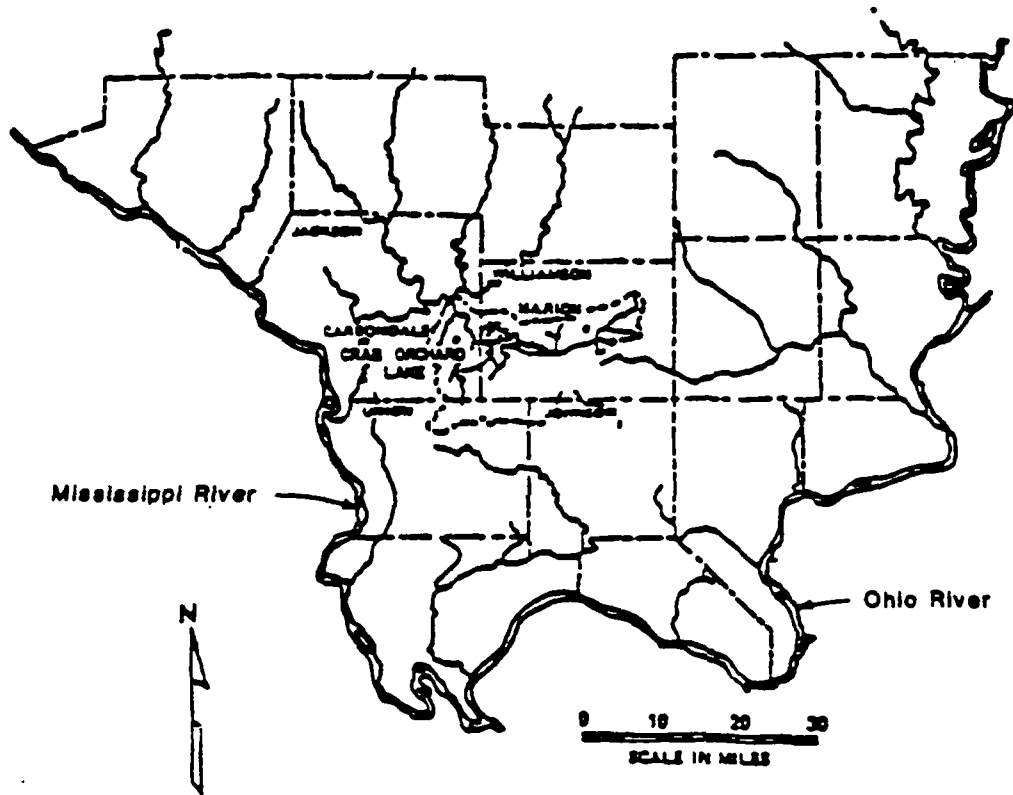 JACKSON
WILLIAMSON
MARION
CARBONDALE
CRAB ORCHARD
LAKE
UNION
JOHNSON
Mississippi River
Ohio River
N
0 10 20 30
SCALE IN MILES